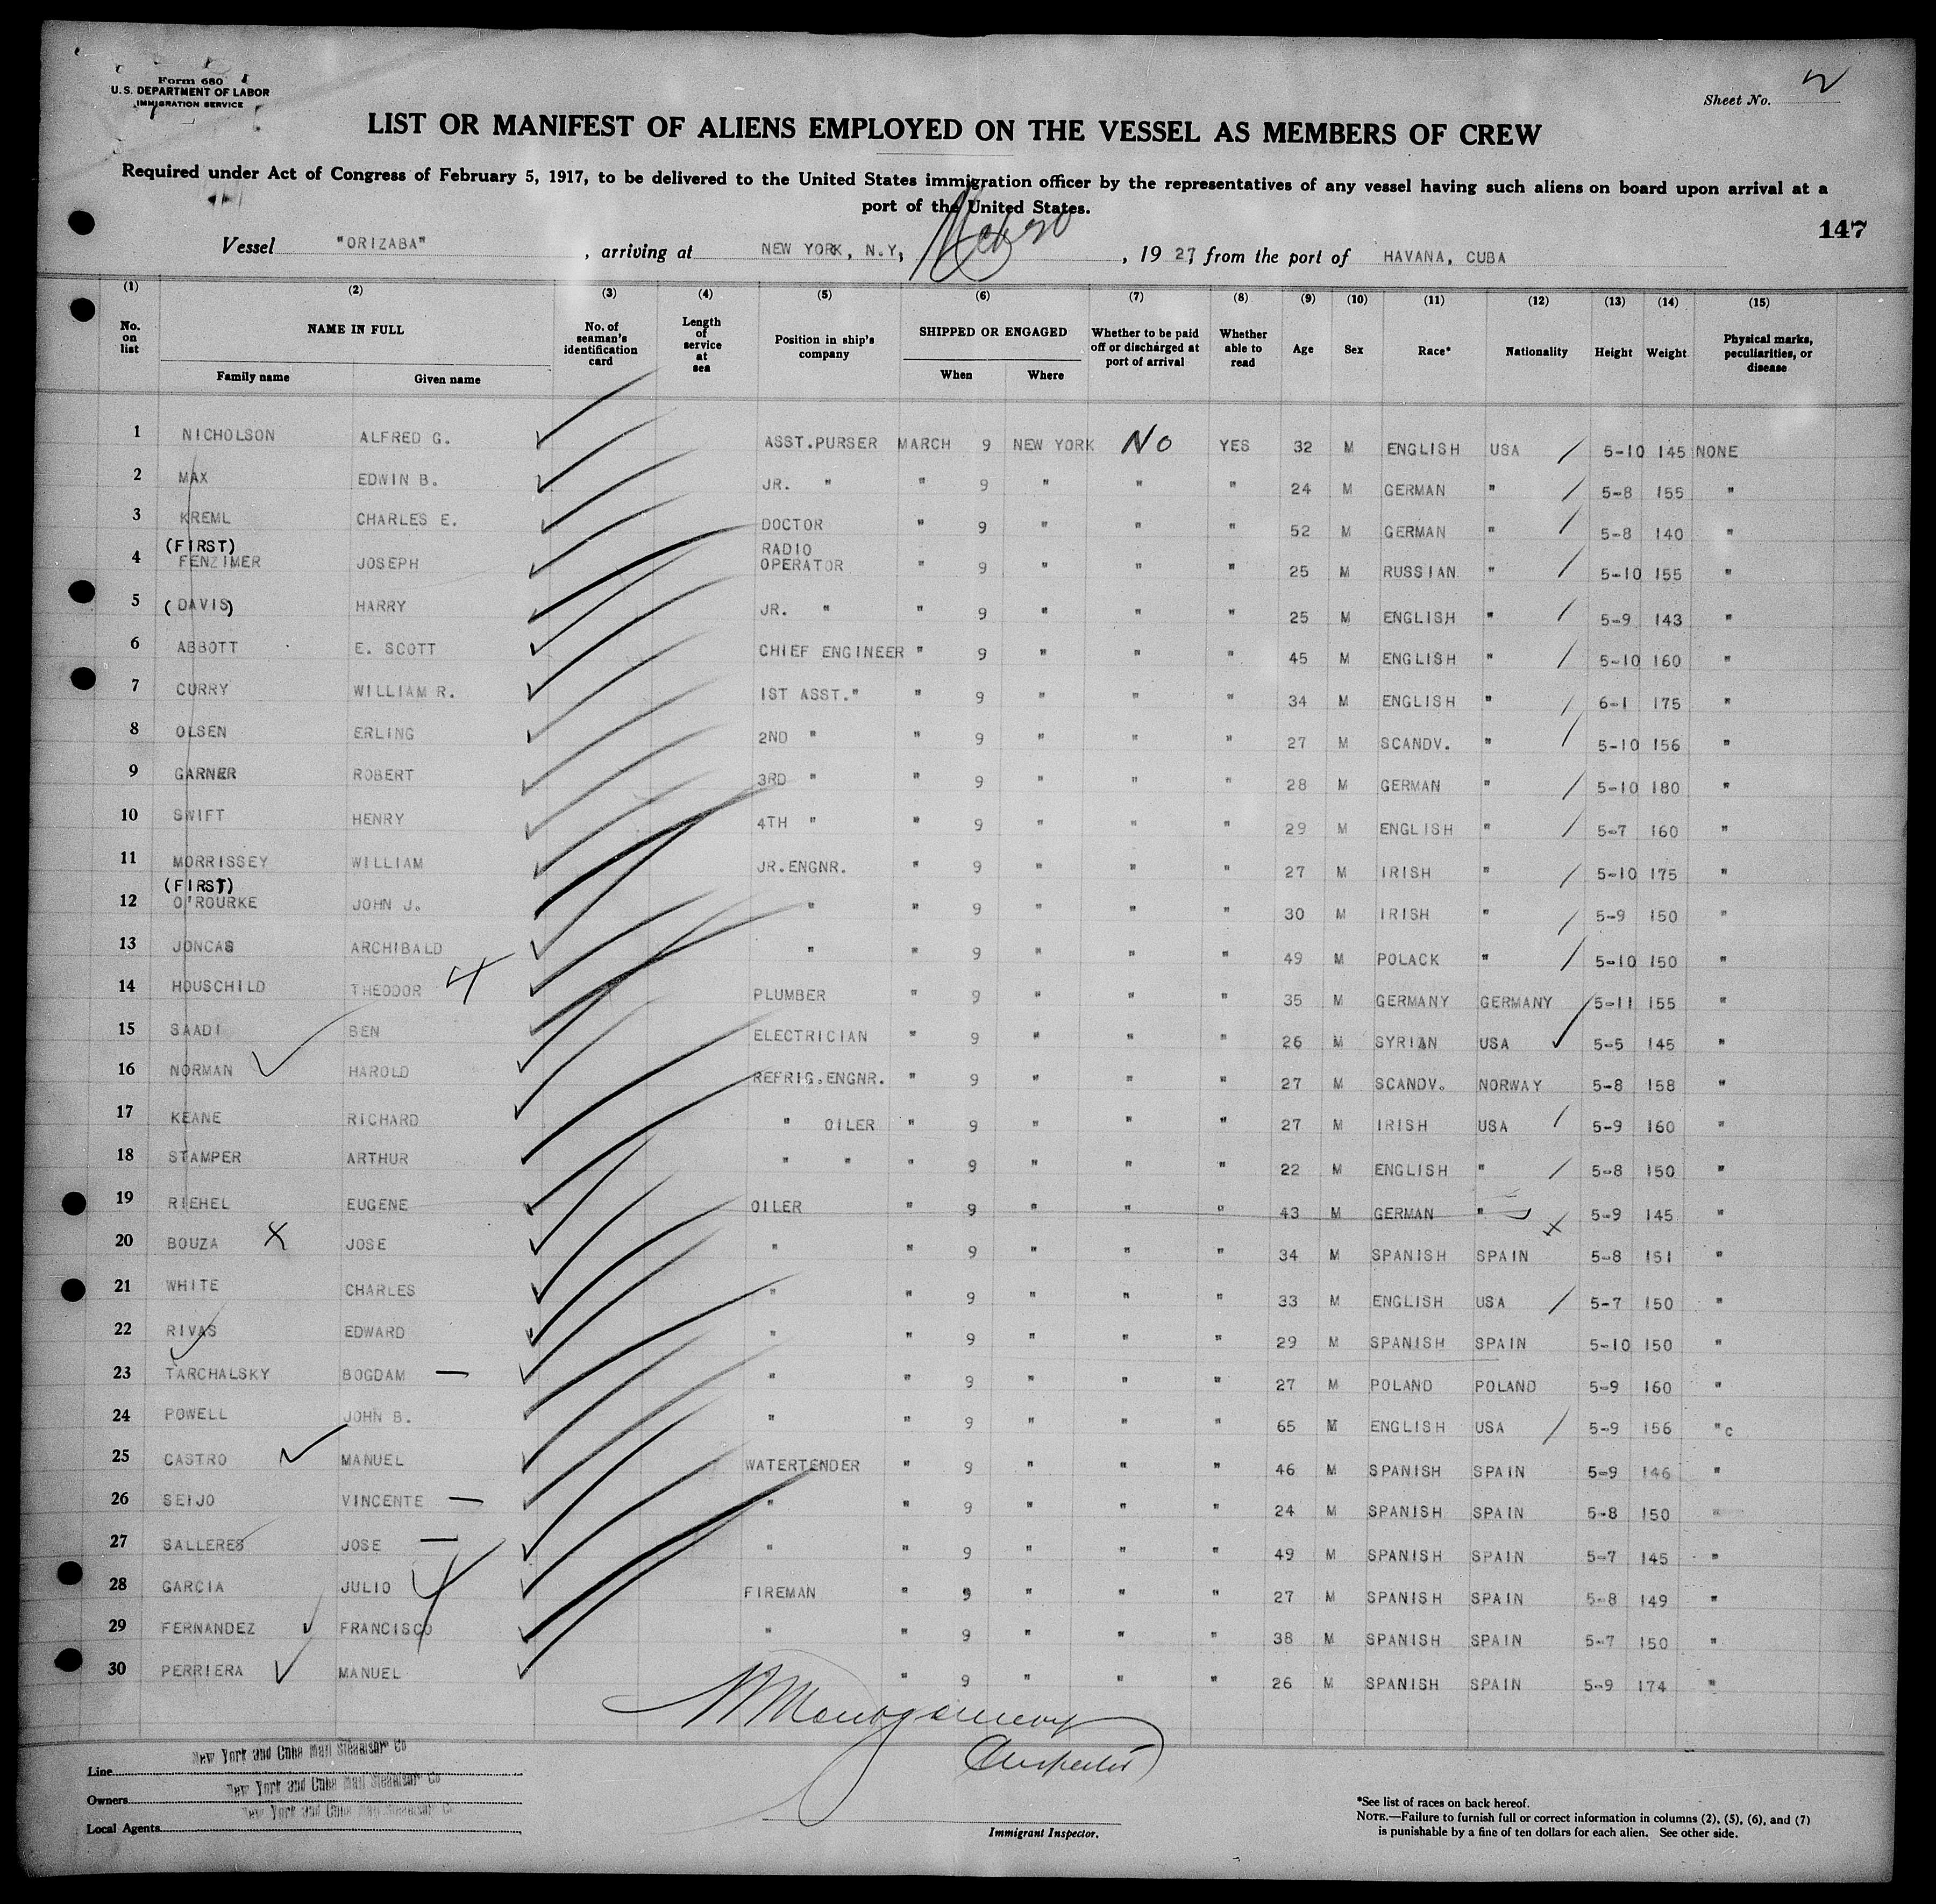 Form 680
U.S. DEPARTMENT OF LABOR
IMMIGRATION SERVICE
Sheet No. 2
LIST OR MANIFEST OF ALIENS EMPLOYED ON THE VESSEL AS MEMBERS OF CREW
Required under Act of Congress of February 5, 1917, to be delivered to the United States immigration officer by the representatives of any vessel having such aliens on board upon arrival at a
port of the United States.
147
Vessel "ORIZABA", arriving at NEW YORK, N.Y, , 1927, from the port of HAVANA, CUBA
(1) (2) (3) (4) (5) (6) (7) (8) (9) (10) (11) (12) (13) (14) (15)
No. on list NAME IN FULL Family name Given name No. of seaman's identification card Length of service at sea Position in ship's company SHIPPED OR ENGAGED When Where Whether to be paid off or discharged at port of arrival Whether able to read Age Sex Race* Nationality Height Weight Physical marks, peculiarities, or disease
1 NICHOLSON ALFRED G. ASST.PURSER MARCH 9 NEW YORK No YES 32 M ENGLISH USA 5-10 145 NONE
2 MAX EDWIN B. JR. " " 9 " " " 24 M GERMAN " 5-8 155 "
3 KREML CHARLES E. DOCTOR " 9 " " " 52 M GERMAN " 5-8 140 "
(FIRST)
4 FENZIMER JOSEPH RADIO OPERATOR " 9 " " " 25 M RUSSIAN " 5-10 155 "
5 (DAVIS) HARRY JR. " " 9 " " " 25 M ENGLISH " 5-9 143 "
6 ABBOTT E. SCOTT CHIEF ENGINEER " 9 " " " 45 M ENGLISH " 5-10 160 "
7 CURRY WILLIAM R. 1ST ASST." " 9 " " " 34 M ENGLISH " 6-1 175 "
8 OLSEN ERLING 2ND " " 9 " " " 27 M SCANDV. " 5-10 156 "
9 GARNER ROBERT 3RD " " 9 " " " 28 M GERMAN " 5-10 180 "
10 SWIFT HENRY 4TH " " 9 " " " 29 M ENGLISH " 5-7 160 "
11 MORRISSEY WILLIAM JR.ENGNR. " 9 " " " 27 M IRISH " 5-10 175 "
(FIRST)
12 O'ROURKE JOHN J. " " 9 " " " 30 M IRISH " 5-9 150 "
13 JONCAS ARCHIBALD " " 9 " " " 49 M POLACK " 5-10 150 "
14 HOUSCHILD THEODOR PLUMBER " 9 " " " 35 M GERMANY GERMANY 5-11 155 "
15 SAADI BEN ELECTRICIAN " 9 " " " 26 M SYRIAN USA 5-5 145 "
16 NORMAN HAROLD REFRIG.ENGNR. " 9 " " " 27 M SCANDV. NORWAY 5-8 158 "
17 KEANE RICHARD " OILER " 9 " " " 27 M IRISH USA 5-9 160 "
18 STAMPER ARTHUR " " " 9 " " " 22 M ENGLISH " 5-8 150 "
19 RIEHEL EUGENE OILER " 9 " " " 43 M GERMAN " 5-9 145 "
20 BOUZA JOSE " " 9 " " " 34 M SPANISH SPAIN 5-8 151 "
21 WHITE CHARLES " " 9 " " " 33 M ENGLISH USA 5-7 150 "
22 RIVAS EDWARD " " 9 " " " 29 M SPANISH SPAIN 5-10 150 "
23 TARCHALSKY BOGDAM " " 9 " " " 27 M POLAND POLAND 5-9 160 "
24 POWELL JOHN B. " " 9 " " " 65 M ENGLISH USA 5-9 156 "c
25 CASTRO MANUEL WATERTENDER " 9 " " " 46 M SPANISH SPAIN 5-9 146 "
26 SEIJO VINCENTE " " 9 " " " 24 M SPANISH SPAIN 5-8 150 "
27 SALLERES JOSE " " 9 " " " 49 M SPANISH SPAIN 5-7 145 "
28 GARCIA JULIO FIREMAN " 9 " " " 27 M SPANISH SPAIN 5-8 149 "
29 FERNANDEZ FRANCISCO " " 9 " " " 38 M SPANISH SPAIN 5-7 150 "
30 PERRIERA MANUEL " 9 " " " 26 M SPANISH SPAIN 5-9 174 "
Montgomery
Inspector
Line New York and Cuba Mail Steamship Co
Owners New York and Cuba Mail Steamship Co
Local Agents New York and Cuba Mail Steamship Co
Immigrant Inspector.
*See list of races on back hereof.
NOTE.—Failure to furnish full or correct information in columns (2), (5), (6), and (7)
is punishable by a fine of ten dollars for each alien. See other side.